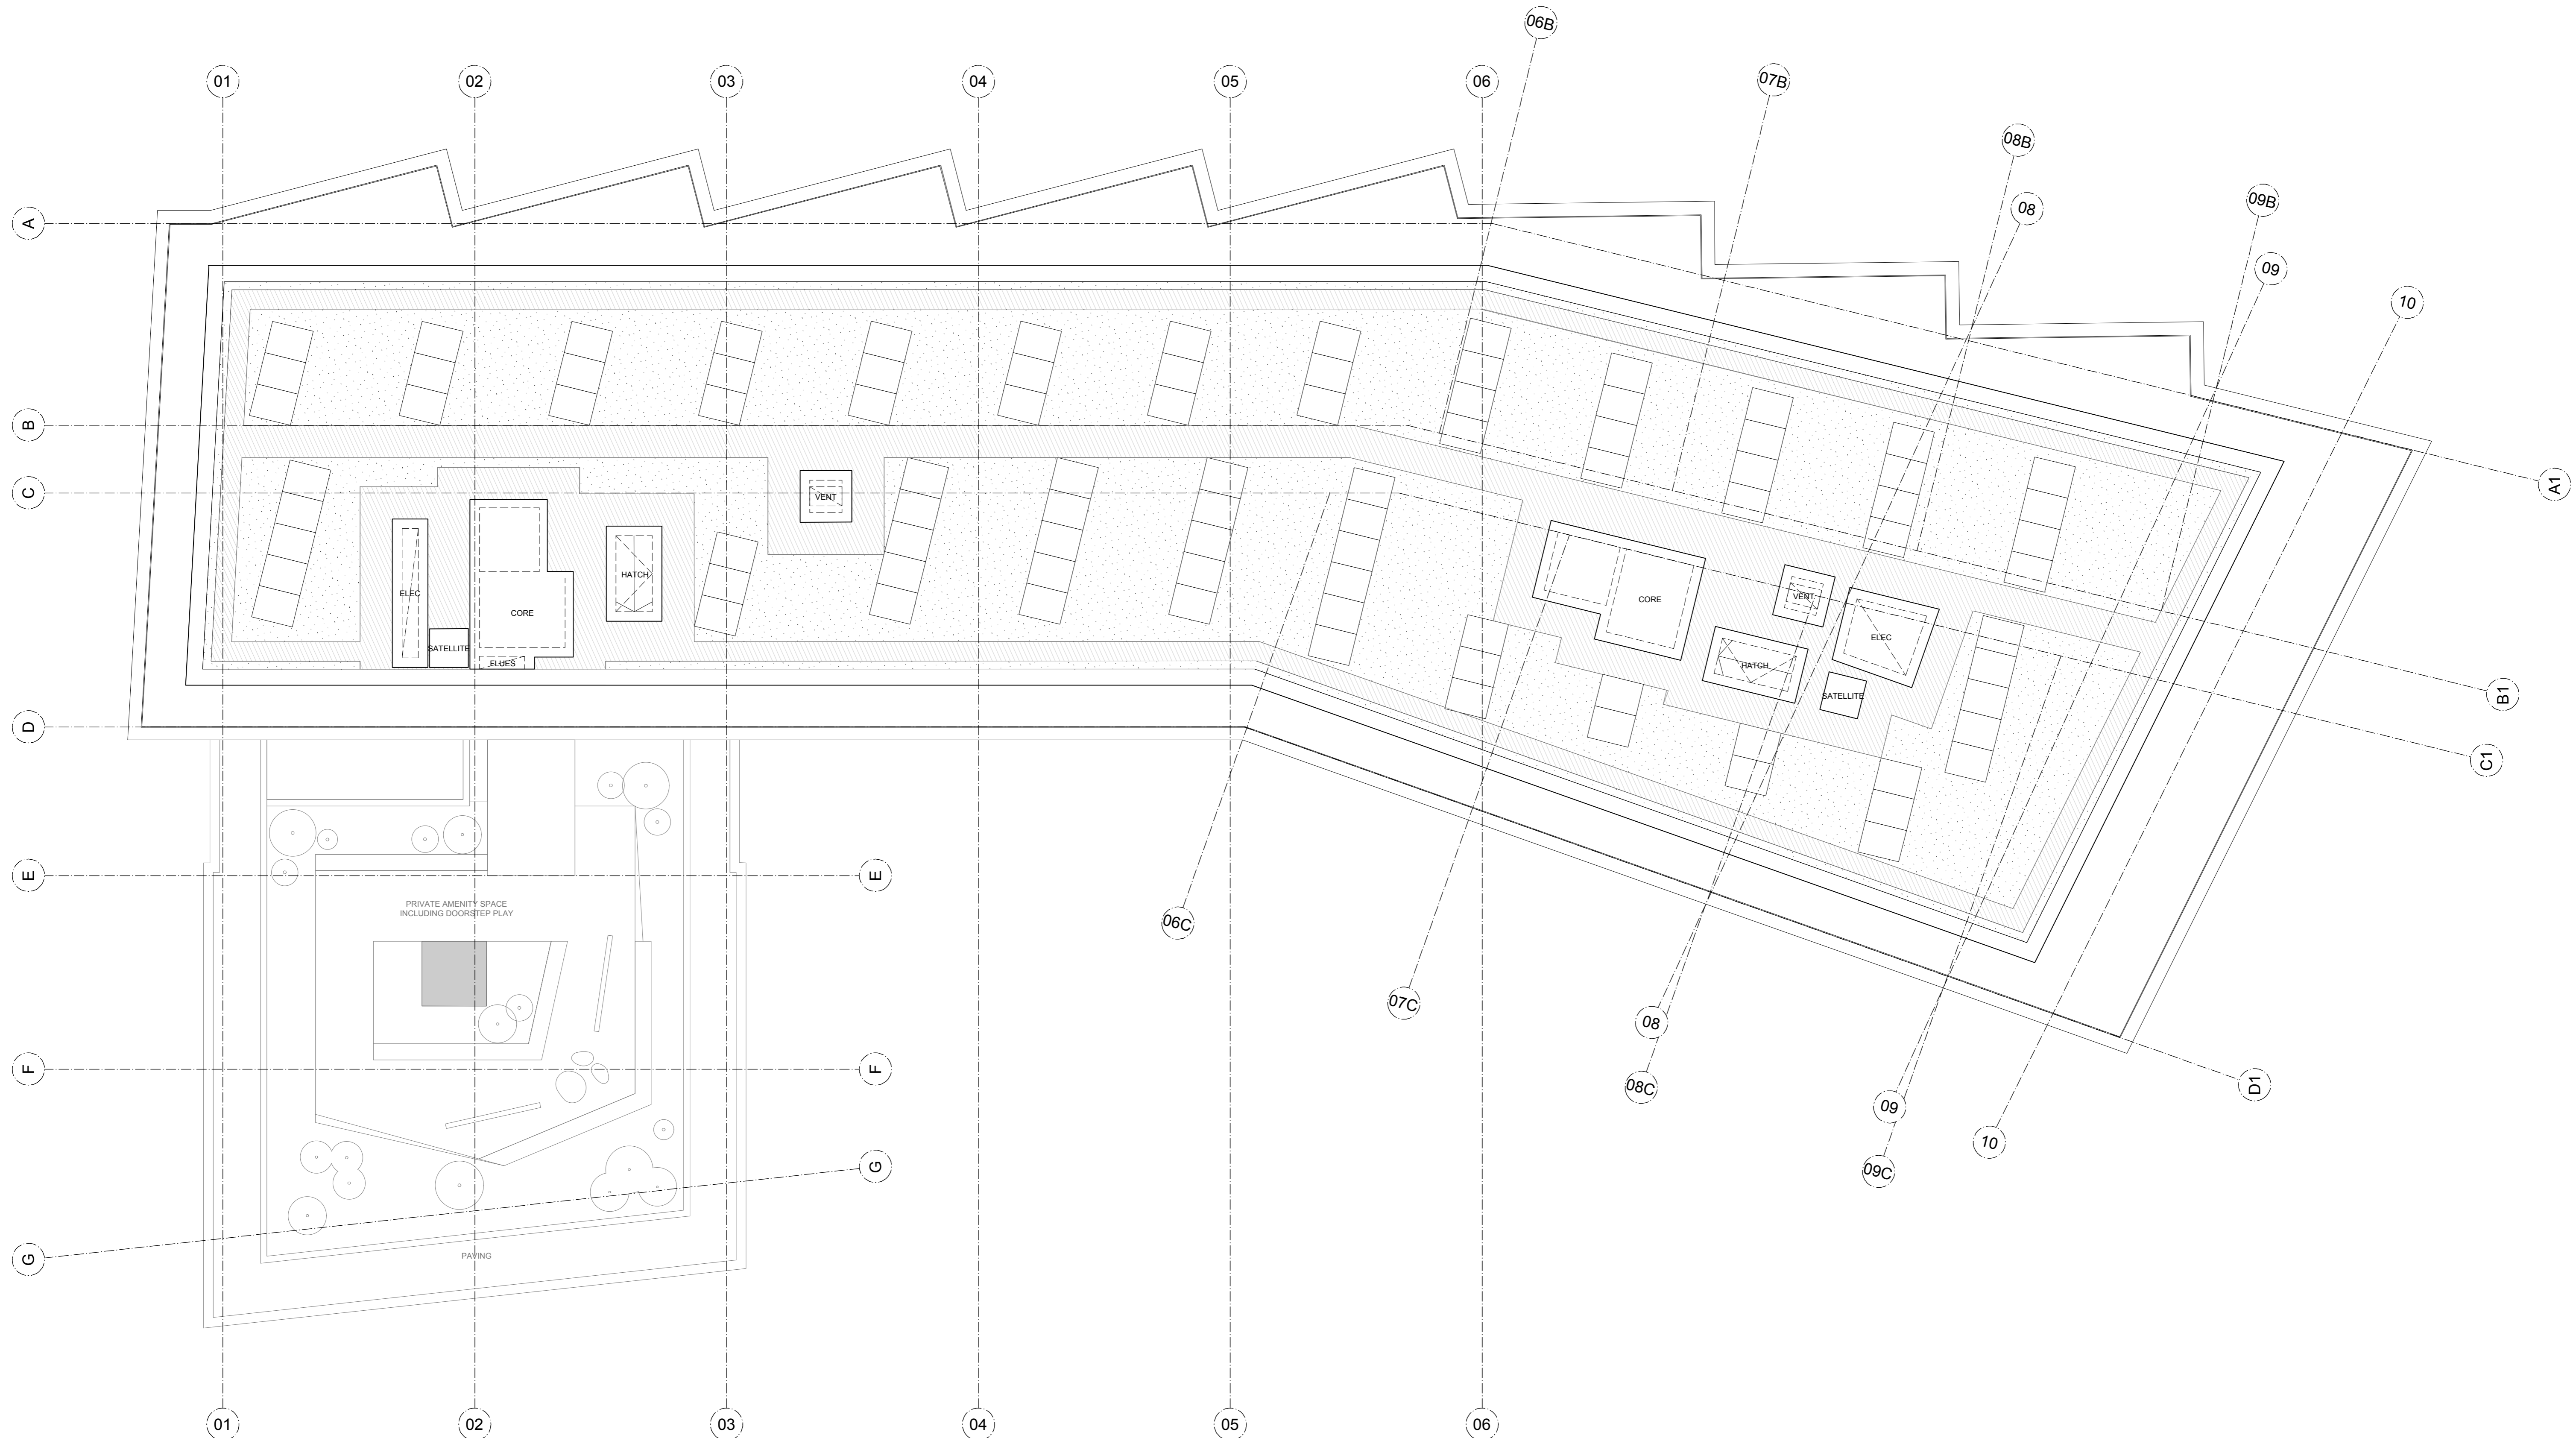 06B
01
02
03
04
05
06
07B
08B
09B
08
A
09
10
B
A1
C
VENT
HATCH
ELEC
CORE
SATELLITE
FLUES
CORE
VENT
ELEC
HATCH
SATELLITE
B1
D
C1
E
E
PRIVATE AMENITY SPACE
INCLUDING DOORSTEP PLAY
06C
07C
08
F
F
08C
D1
09
10
G
09C
G
PAVING
01
02
03
04
05
06